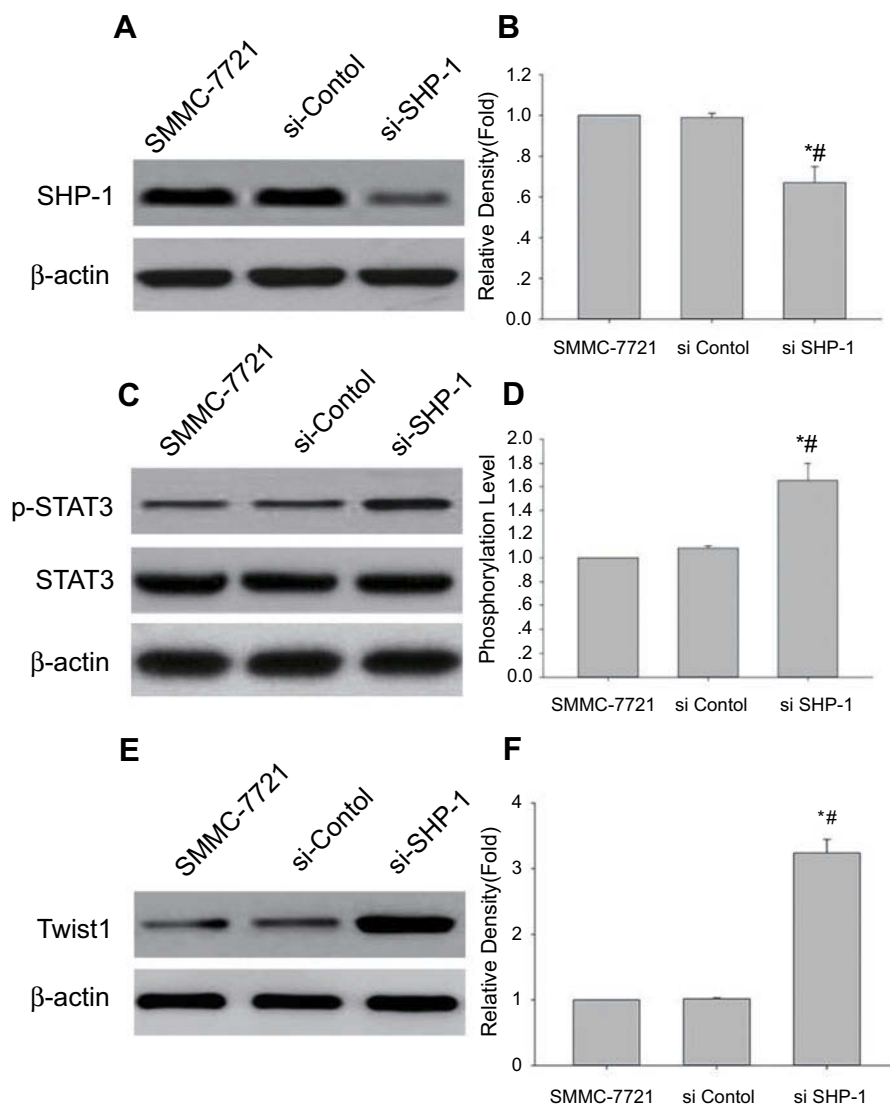 A
SMMC-7721
si-Contol
si-SHP-1
SHP-1
β-actin
B
Relative Density(Fold)
1.2
1.0
.8
.6
.4
.2
0.0
*#
SMMC-7721
si Contol
si SHP-1
C
SMMC-7721
si-Contol
si-SHP-1
p-STAT3
STAT3
β-actin
D
Phosphorylation Level
2.0
1.8
1.6
1.4
1.2
1.0
.8
.6
.4
.2
0.0
*#
SMMC-7721
si Contol
si SHP-1
E
SMMC-7721
si-Contol
si-SHP-1
Twist1
β-actin
F
Relative Density(Fold)
4
3
2
1
0
*#
SMMC-7721
si Contol
si SHP-1